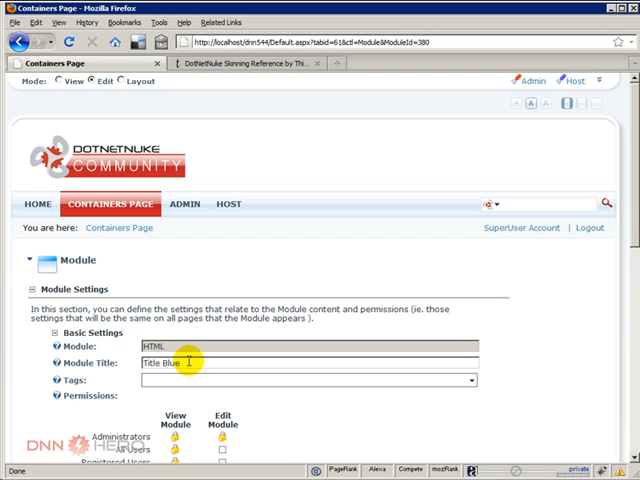 Containers Page - Mozilla Firefox
File Edit View History Bookmarks Tools Help Related Links
http://localhost/dnn544/Default.aspx?tabid=61&ctl=Module&ModuleId=380
Containers Page
DotNetNuke Skinning Reference by Thi...
Mode: View Edit Layout
Admin Host
A A A
DOTNETNUKE
COMMUNITY
HOME CONTAINERS PAGE ADMIN HOST
You are here: Containers Page
SuperUser Account Logout
Module
Module Settings
In this section, you can define the settings that relate to the Module content and permissions (ie. those
settings that will be the same on all pages that the Module appears ).
Basic Settings
Module: HTML
Module Title: Title Blue
Tags:
Permissions:
View Module
Edit Module
Administrators
All Users
Registered Users
DNN HERO
Done
PageRank Alexa Compete mozRank private